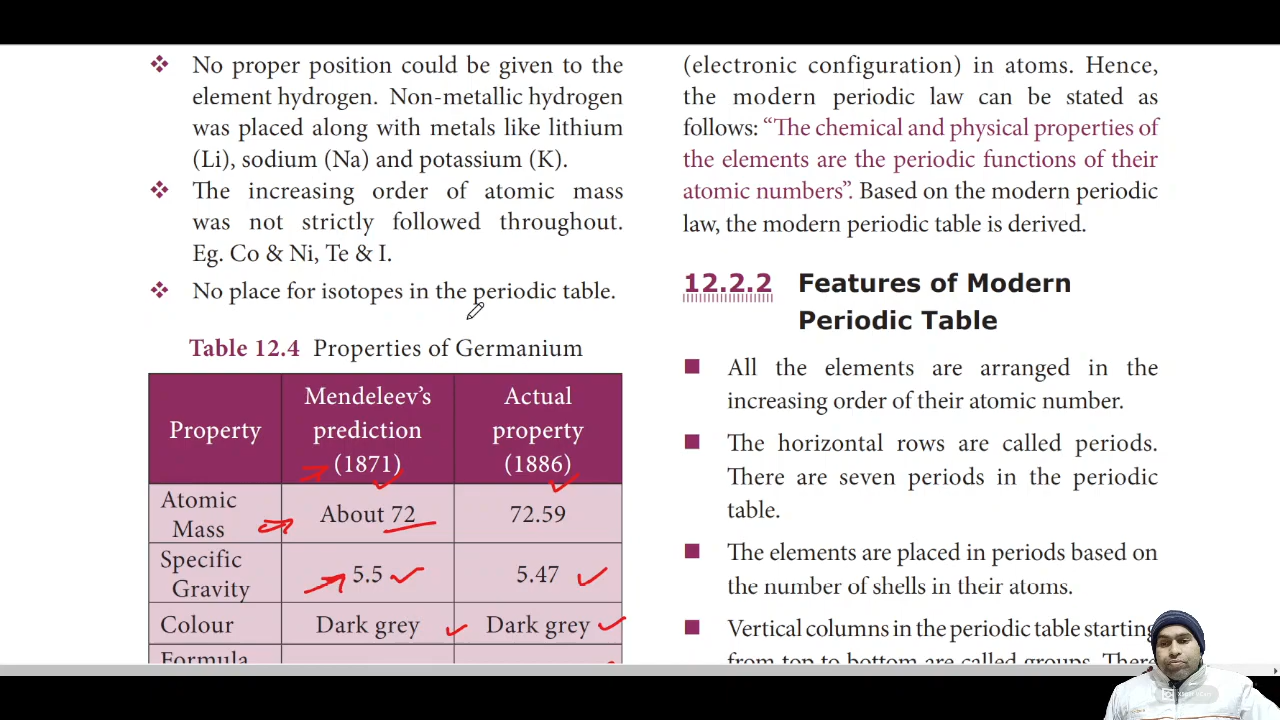 ❖ No proper position could be given to the
element hydrogen. Non-metallic hydrogen
was placed along with metals like lithium
(Li), sodium (Na) and potassium (K).
❖ The increasing order of atomic mass
was not strictly followed throughout.
Eg. Co & Ni, Te & I.
❖ No place for isotopes in the periodic table.
Table 12.4 Properties of Germanium
Property
Mendeleev’s
prediction
(1871)
Actual
property
(1886)
Atomic
Mass
About 72
72.59
Specific
Gravity
5.5
5.47
Colour
Dark grey
Dark grey
Formula
(electronic configuration) in atoms. Hence,
the modern periodic law can be stated as
follows: “The chemical and physical properties of
the elements are the periodic functions of their
atomic numbers”. Based on the modern periodic
law, the modern periodic table is derived.
12.2.2 Features of Modern
Periodic Table
■ All the elements are arranged in the
increasing order of their atomic number.
■ The horizontal rows are called periods.
There are seven periods in the periodic
table.
■ The elements are placed in periods based on
the number of shells in their atoms.
■ Vertical columns in the periodic table starting
from top to bottom are called groups. There